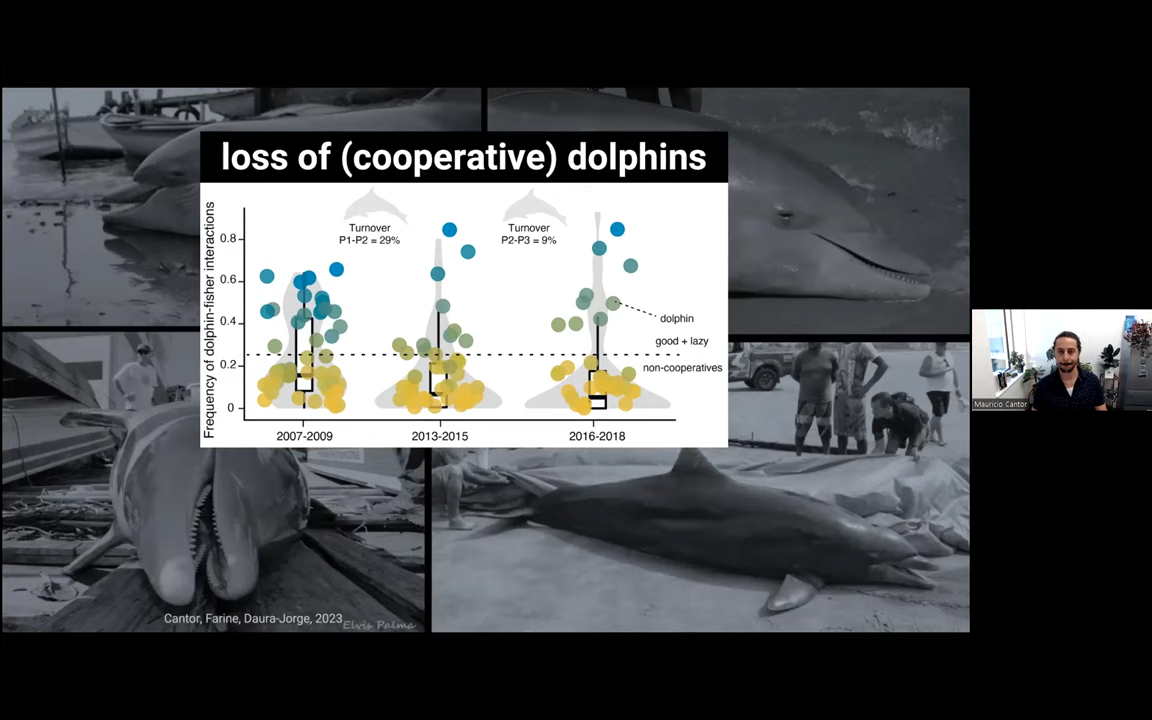 loss of (cooperative) dolphins
Frequency of dolphin-fisher interactions
0.8
0.6
0.4
0.2
0
Turnover
P1-P2 = 29%
Turnover
P2-P3 = 9%
dolphin
good + lazy
non-cooperatives
2007-2009
2013-2015
2016-2018
Cantor, Farine, Daura-Jorge, 2023
Elvis Palma
Mauricio Cantor